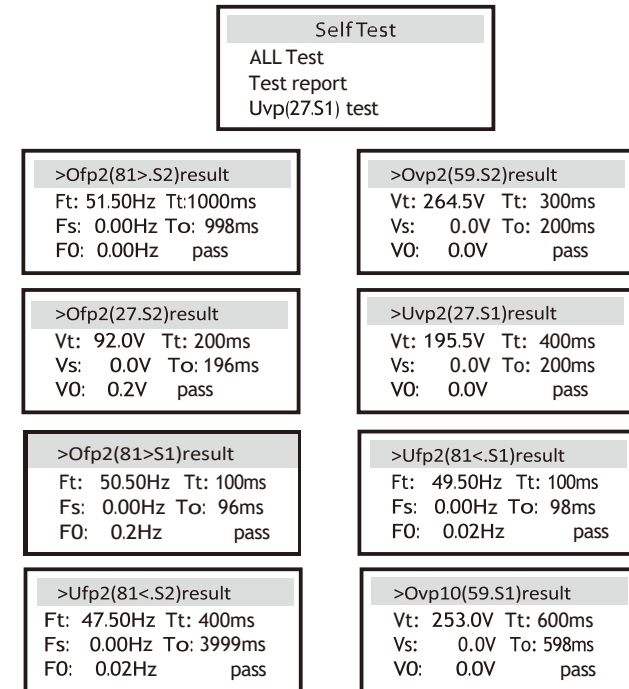 Self Test
ALL Test
Test report
Uvp(27.S1) test
>Ofp2(81>.S2)result
Ft: 51.50Hz Tt:1000ms
Fs: 0.00Hz To: 998ms
F0: 0.00Hz pass
>Ovp2(59.S2)result
Vt: 264.5V Tt: 300ms
Vs: 0.0V To: 200ms
V0: 0.0V pass
>Ofp2(27.S2)result
Vt: 92.0V Tt: 200ms
Vs: 0.0V To: 196ms
V0: 0.2V pass
>Uvp2(27.S1)result
Vt: 195.5V Tt: 400ms
Vs: 0.0V To: 200ms
V0: 0.0V pass
>Ofp2(81>S1)result
Ft: 50.50Hz Tt: 100ms
Fs: 0.00Hz To: 96ms
F0: 0.2Hz pass
>Ufp2(81<.S1)result
Ft: 49.50Hz Tt: 100ms
Fs: 0.00Hz To: 98ms
F0: 0.02Hz pass
>Ufp2(81<.S2)result
Ft: 47.50Hz Tt: 400ms
Fs: 0.00Hz To: 3999ms
F0: 0.02Hz pass
>Ovp10(59.S1)result
Vt: 253.0V Tt: 600ms
Vs: 0.0V To: 598ms
V0: 0.0V pass